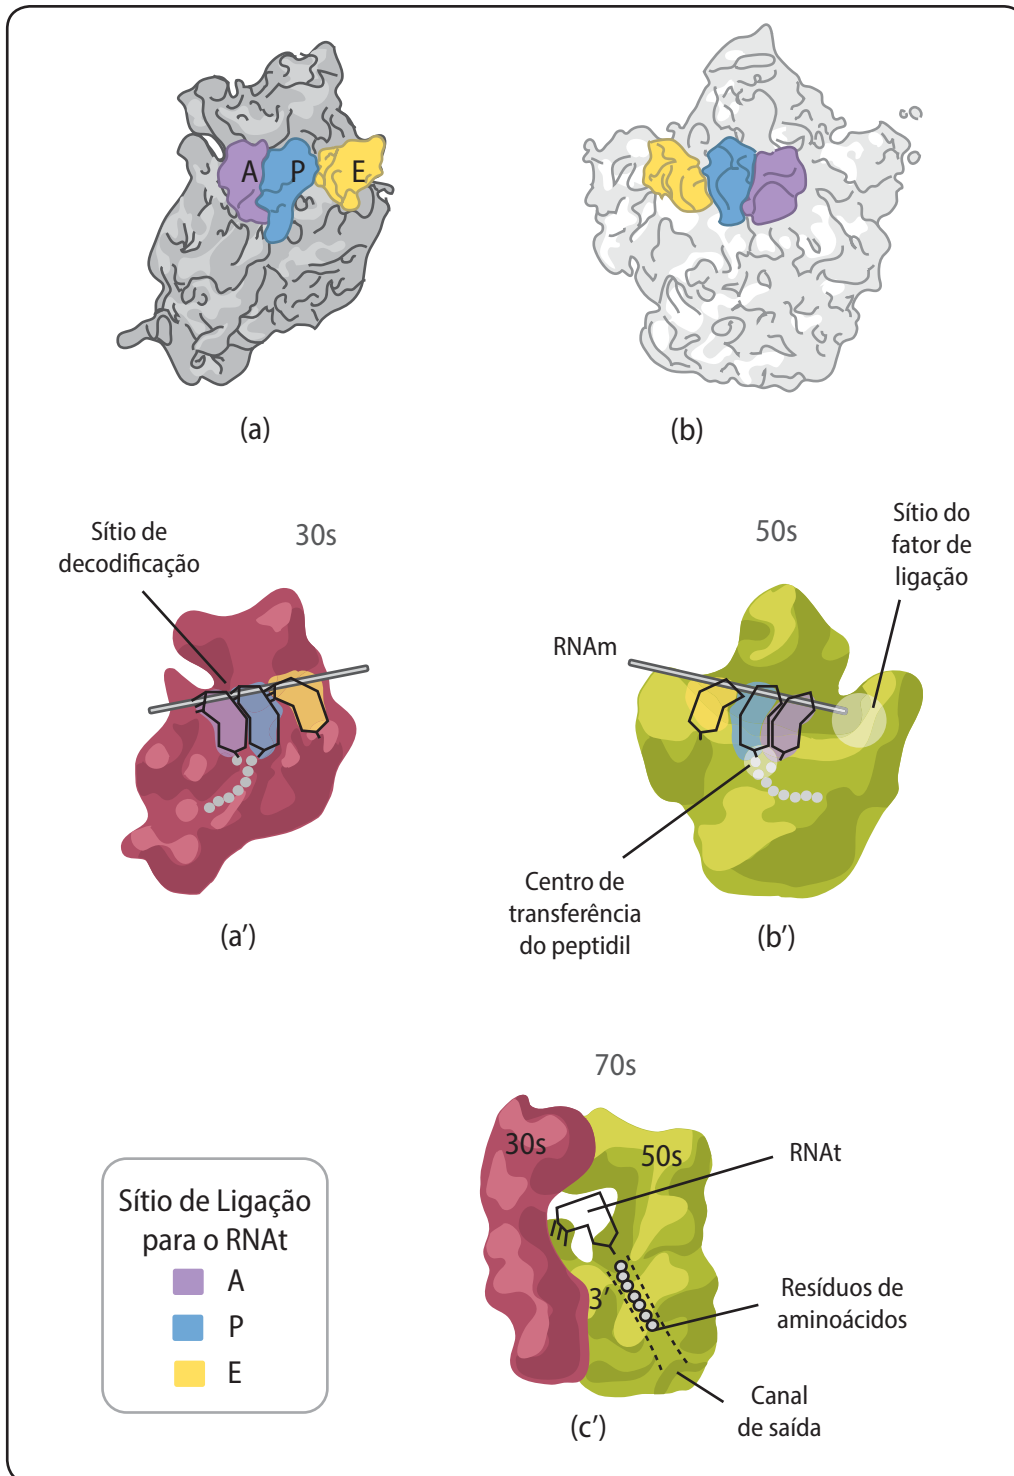 A P E
(a)
(b)
Sítio de
decodificação
30s
50s
Sítio do
fator de
ligação
RNAm
Centro de
transferência
do peptidil
(a')
(b')
70s
30s
50s
RNAt
3'
Resíduos de
aminoácidos
Canal
de saída
(c')
Sítio de Ligação
para o RNAt
A
P
E